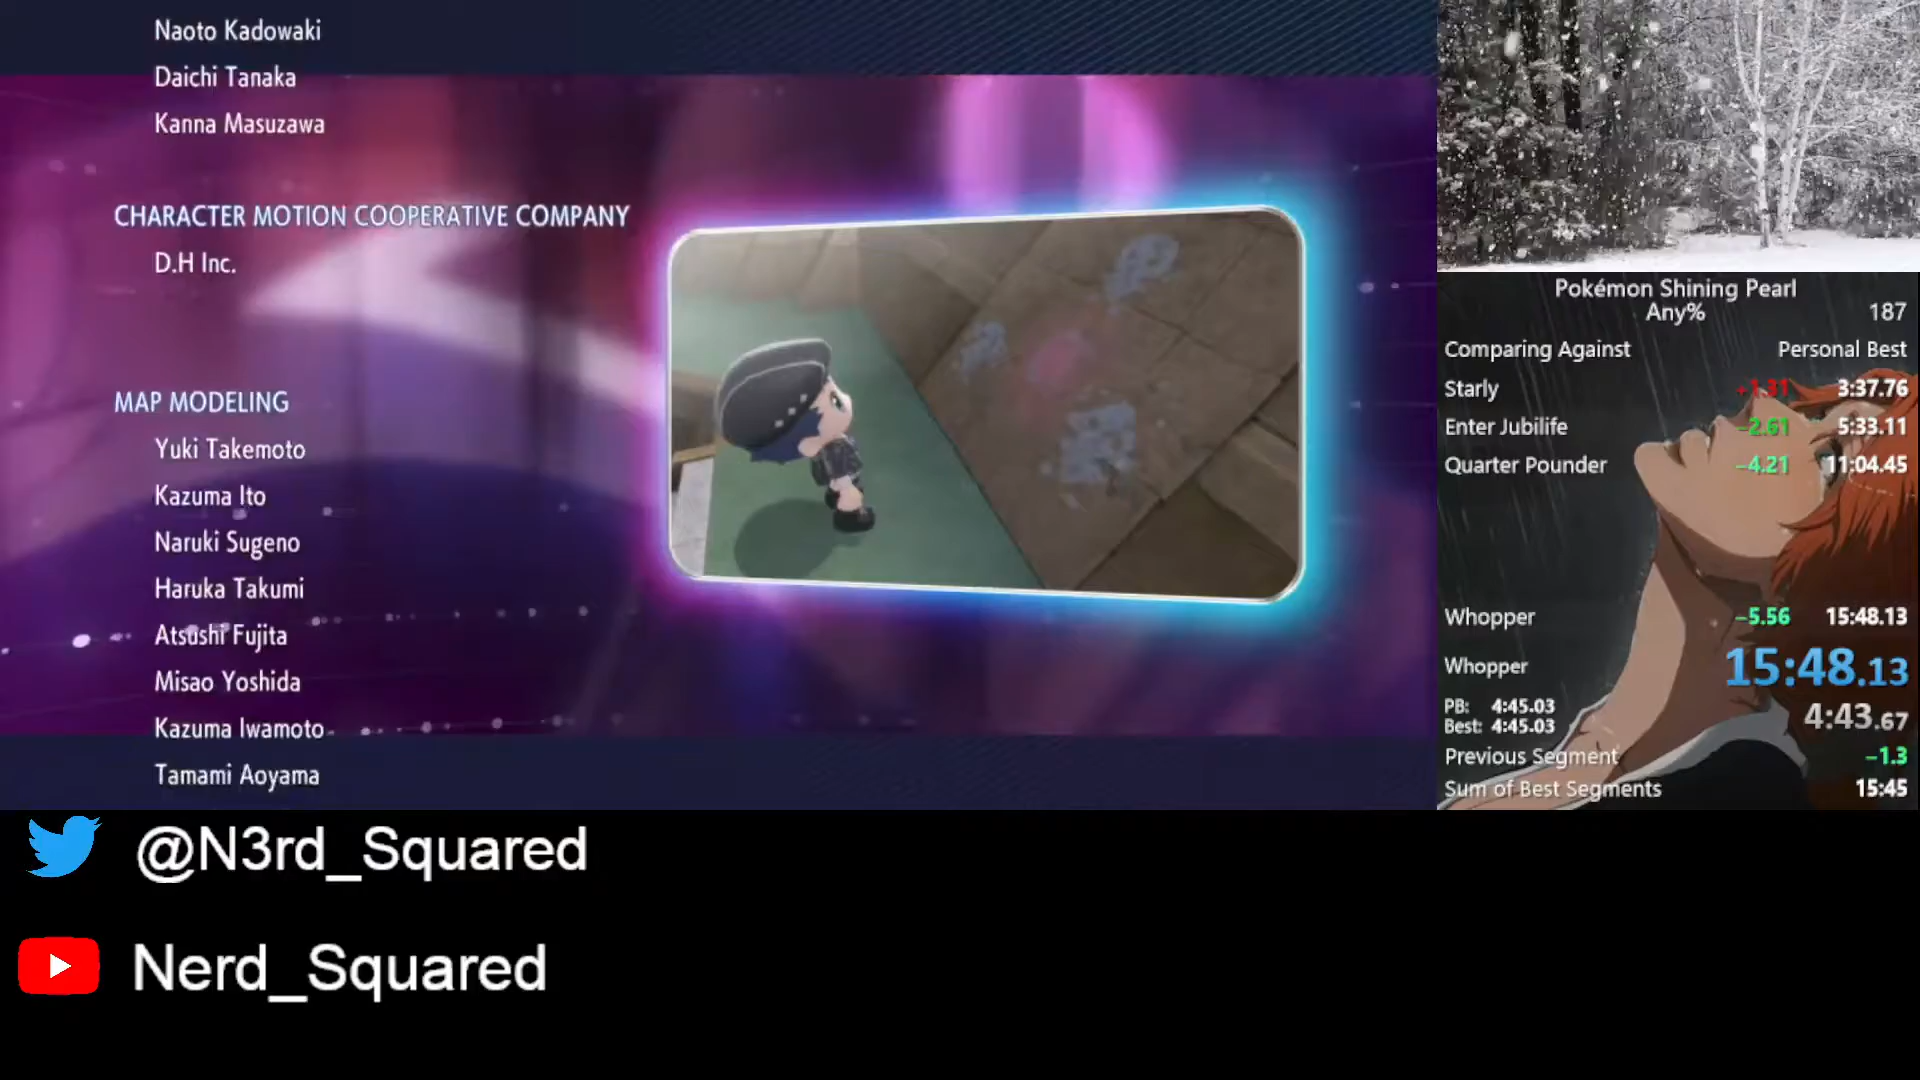 Naoto Kadowaki
Daichi Tanaka
Kanna Masuzawa
CHARACTER MOTION COOPERATIVE COMPANY
D.H Inc.
MAP MODELING
Yuki Takemoto
Kazuma Ito
Naruki Sugeno
Haruka Takumi
Atsushi Fujita
Misao Yoshida
Kazuma Iwamoto
Tamami Aoyama
Pokémon Shining Pearl
Any% 187
Comparing Against Personal Best
Starly +1.31 3:37.76
Enter Jubilife −2.61 5:33.11
Quarter Pounder −4.21 11:04.45
Whopper −5.56 15:48.13
Whopper 15:48.13
PB: 4:45.03 4:43.67
Best: 4:45.03
Previous Segment −1.3
Sum of Best Segments 15:45
@N3rd_Squared
Nerd_Squared